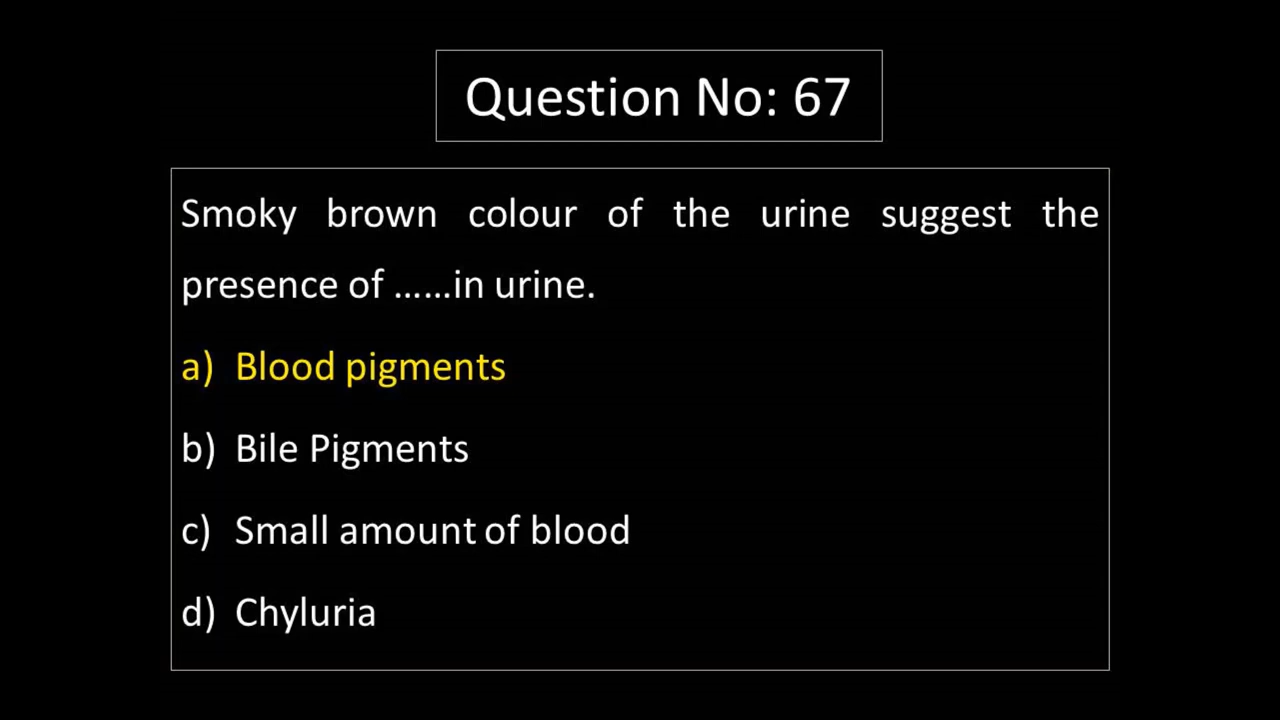 Question No: 67
Smoky brown colour of the urine suggest the
presence of ......in urine.
a) Blood pigments
b) Bile Pigments
c) Small amount of blood
d) Chyluria